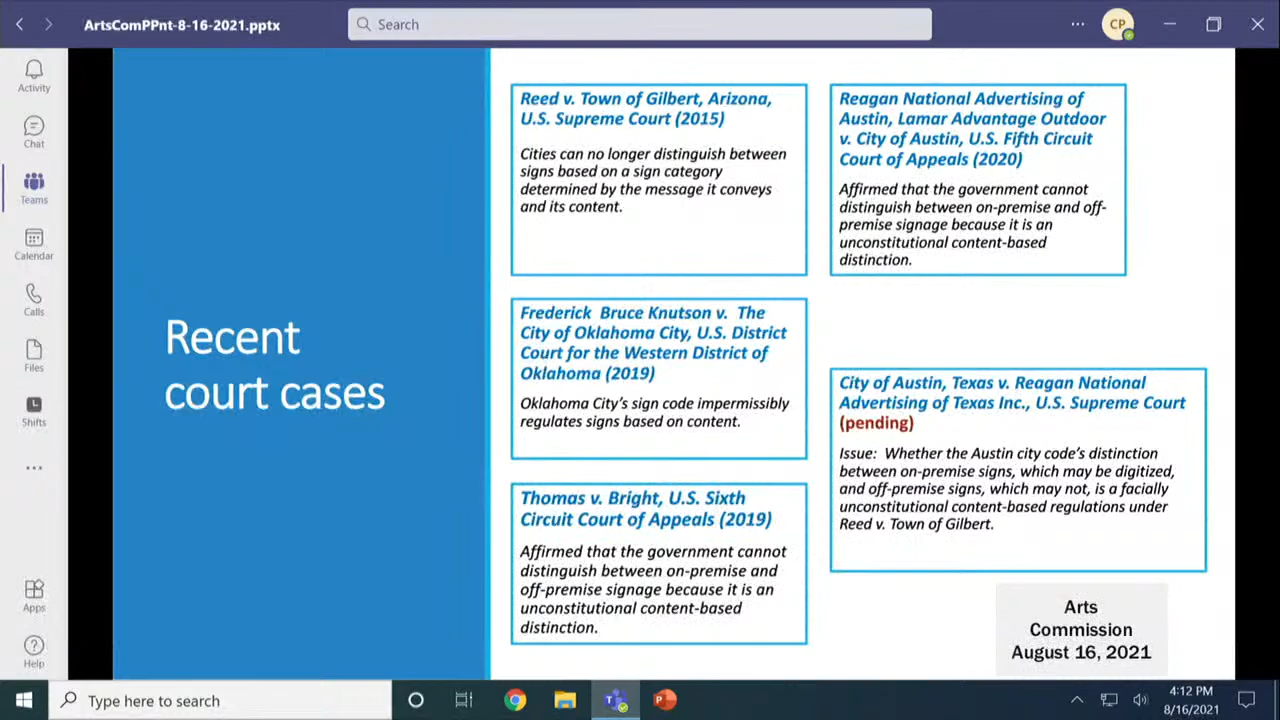 ArtsComPPnt-8-16-2021.pptx
Search
CP
Activity
Chat
Teams
Calendar
Calls
Files
Shifts
Apps
Help
Recent
court cases
Reed v. Town of Gilbert, Arizona,
U.S. Supreme Court (2015)
Cities can no longer distinguish between
signs based on a sign category
determined by the message it conveys
and its content.
Frederick Bruce Knutson v. The
City of Oklahoma City, U.S. District
Court for the Western District of
Oklahoma (2019)
Oklahoma City's sign code impermissibly
regulates signs based on content.
Thomas v. Bright, U.S. Sixth
Circuit Court of Appeals (2019)
Affirmed that the government cannot
distinguish between on-premise and
off-premise signage because it is an
unconstitutional content-based
distinction.
Reagan National Advertising of
Austin, Lamar Advantage Outdoor
v. City of Austin, U.S. Fifth Circuit
Court of Appeals (2020)
Affirmed that the government cannot
distinguish between on-premise and off-
premise signage because it is an
unconstitutional content-based
distinction.
City of Austin, Texas v. Reagan National
Advertising of Texas Inc., U.S. Supreme Court
(pending)
Issue: Whether the Austin city code's distinction
between on-premise signs, which may be digitized,
and off-premise signs, which may not, is a facially
unconstitutional content-based regulations under
Reed v. Town of Gilbert.
Arts
Commission
August 16, 2021
Type here to search
4:12 PM
8/16/2021